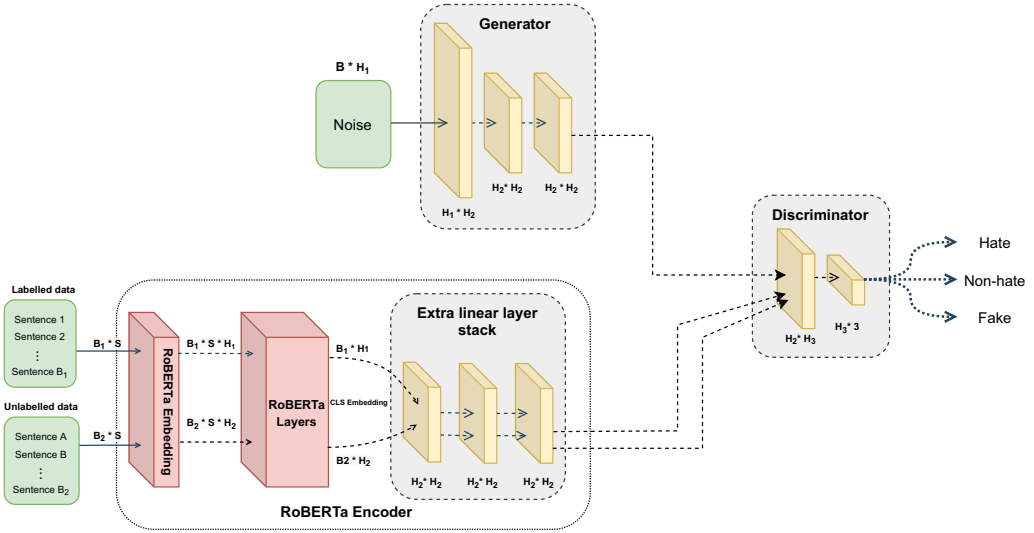 Generator
B * H₁
Noise
H₂* H₂
H₂ * H₂
H₁ * H₂
Discriminator
Hate
Non-hate
Fake
H₃* 3
H₂* H₃
Labelled data
Sentence 1
Sentence 2
⋮
Sentence B₁
B₁ * S
Unlabelled data
Sentence A
Sentence B
⋮
Sentence B₂
B₂ * S
RoBERTa Embedding
B₁ * S * H₁
B₂ * S * H₂
RoBERTa
Layers
B₁ * H1
CLS Embedding
B2 * H₂
Extra linear layer
stack
H₂* H₂
H₂* H₂
H₂* H₂
RoBERTa Encoder